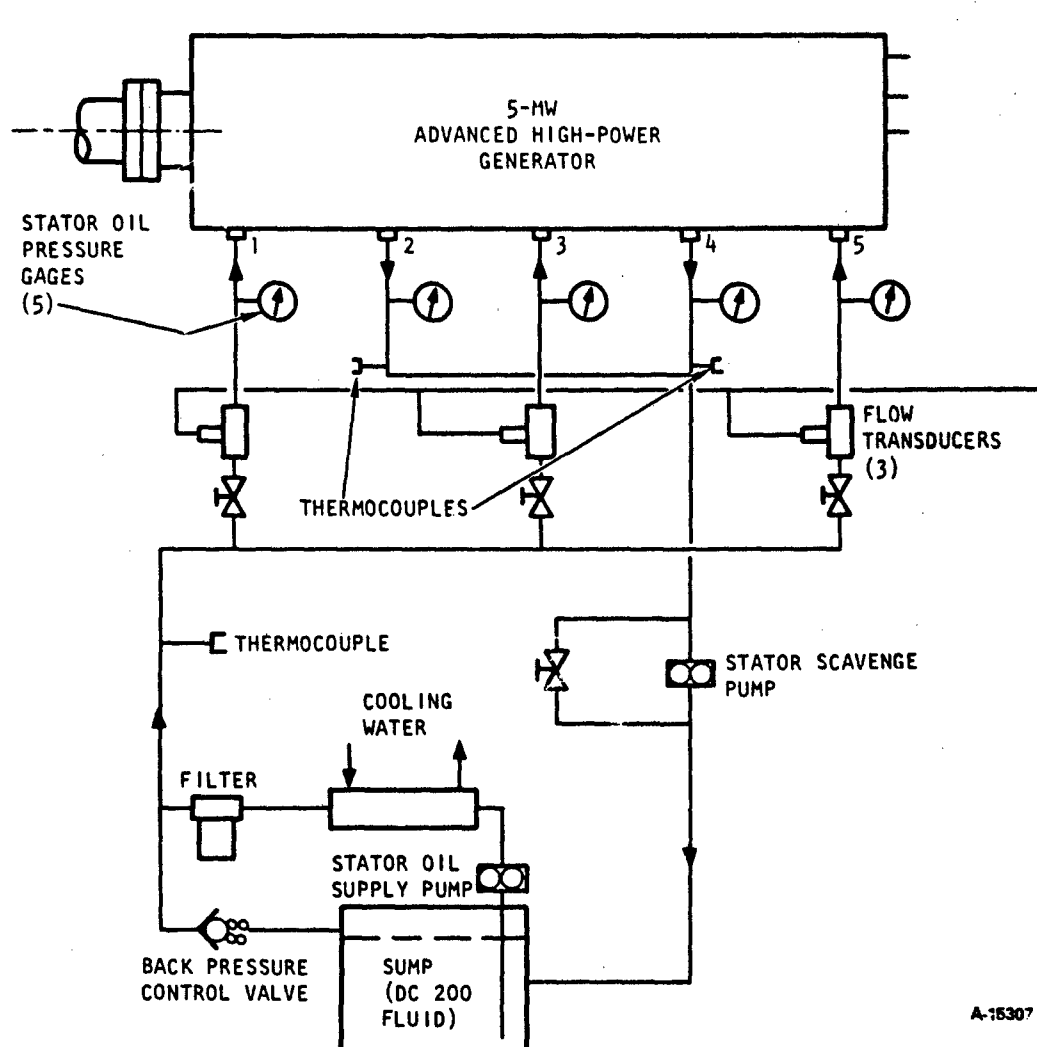 5-MW
ADVANCED HIGH-POWER
GENERATOR
STATOR OIL
PRESSURE
GAGES
(5)
1
2
3
4
5
FLOW
TRANSDUCERS
(3)
THERMOCOUPLES
THERMOCOUPLE
STATOR SCAVENGE
PUMP
COOLING
WATER
FILTER
STATOR OIL
SUPPLY PUMP
BACK PRESSURE
CONTROL VALVE
SUMP
(DC 200
FLUID)
A-15307